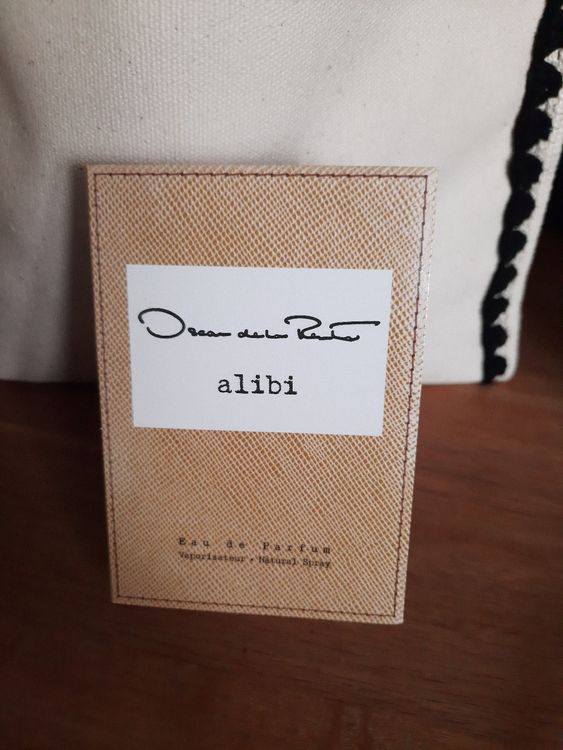 Oscar de la Renta
alibi
Eau de Parfum
Vaporisateur • Natural Spray